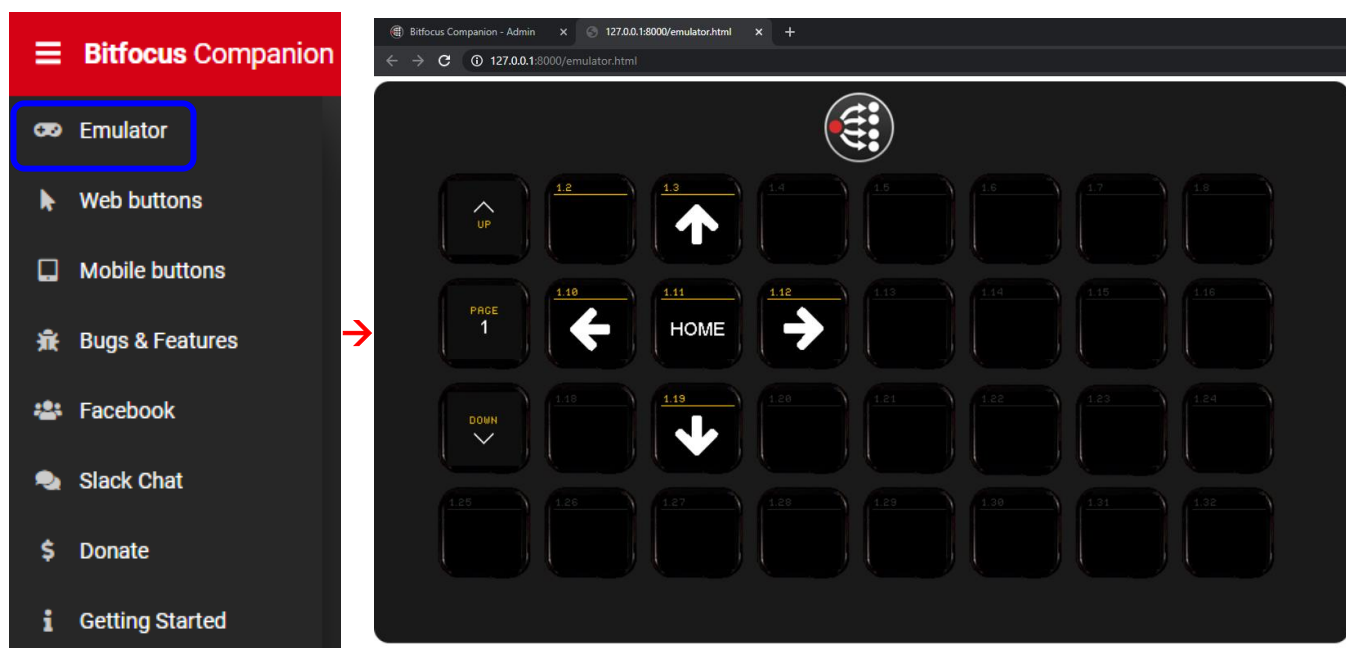 Bitfocus Companion
Emulator
Web buttons
Mobile buttons
Bugs & Features
Facebook
Slack Chat
Donate
Getting Started
Bitfocus Companion - Admin
127.0.0.1:8000/emulator.html
127.0.0.1:8000/emulator.html
UP
1.2
1.3
1.4
1.5
1.6
1.7
1.8
PAGE
1
1.10
1.11
HOME
1.12
1.13
1.14
1.15
1.16
DOWN
1.18
1.19
1.20
1.21
1.22
1.23
1.24
1.25
1.26
1.27
1.28
1.29
1.30
1.31
1.32